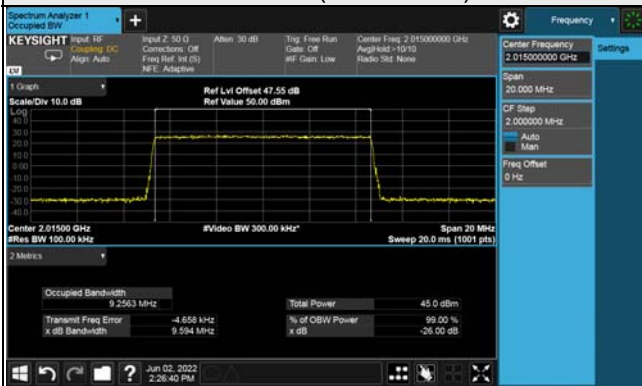 Spectrum Analyzer 1
Occupied BW
+
Frequency
KEYSIGHT
Input: RF
Coupling: DC
Align: Auto
Input Z: 50 Ω
Corrections: Off
Freq Ref: Int (S)
NFE: Adaptive
Atten: 30 dB
Trig: Free Run
Gate: Off
#IF Gain: Low
Center Freq: 2.015000000 GHz
Avg|Hold:>10/10
Radio Std: None
Center Frequency
2.015000000 GHz
Settings
Span
20.000 MHz
CF Step
2.000000 MHz
Auto
Man
Freq Offset
0 Hz
1 Graph
Scale/Div 10.0 dB
Ref Lvl Offset 47.55 dB
Ref Value 50.00 dBm
Log
40.0
30.0
20.0
10.0
0.00
-10.0
-20.0
-30.0
-40.0
Center 2.01500 GHz
#Res BW 100.00 kHz
#Video BW 300.00 kHz*
Span 20 MHz
Sweep 20.0 ms (1001 pts)
2 Metrics
Occupied Bandwidth
9.2563 MHz
Total Power
45.0 dBm
Transmit Freq Error
-4.658 kHz
% of OBW Power
99.00 %
x dB Bandwidth
9.594 MHz
x dB
-26.00 dB
?
Jun 02, 2022
2:26:40 PM